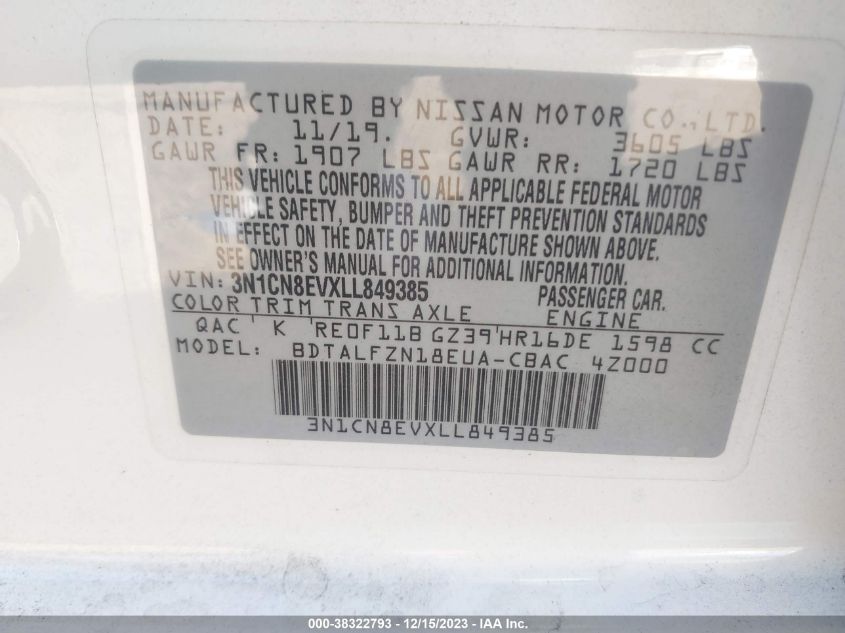 MANUFACTURED BY NISSAN MOTOR CO.,LTD.
DATE: 11/19. GVWR: 3605 LBS
GAWR FR: 1907 LBS GAWR RR: 1720 LBS
THIS VEHICLE CONFORMS TO ALL APPLICABLE FEDERAL MOTOR
VEHICLE SAFETY, BUMPER AND THEFT PREVENTION STANDARDS
IN EFFECT ON THE DATE OF MANUFACTURE SHOWN ABOVE.
SEE OWNER'S MANUAL FOR ADDITIONAL INFORMATION.
VIN: 3N1CN8EVXLL849385 PASSENGER CAR.
COLOR TRIM TRANS AXLE ENGINE
QAC ' K 'RE0F11B GZ39'HR16DE 1598 CC
MODEL: BDTALFZN18EUA-CBAC 4Z000
3N1CN8EVXLL849385
000-38322793 - 12/15/2023 - IAA Inc.